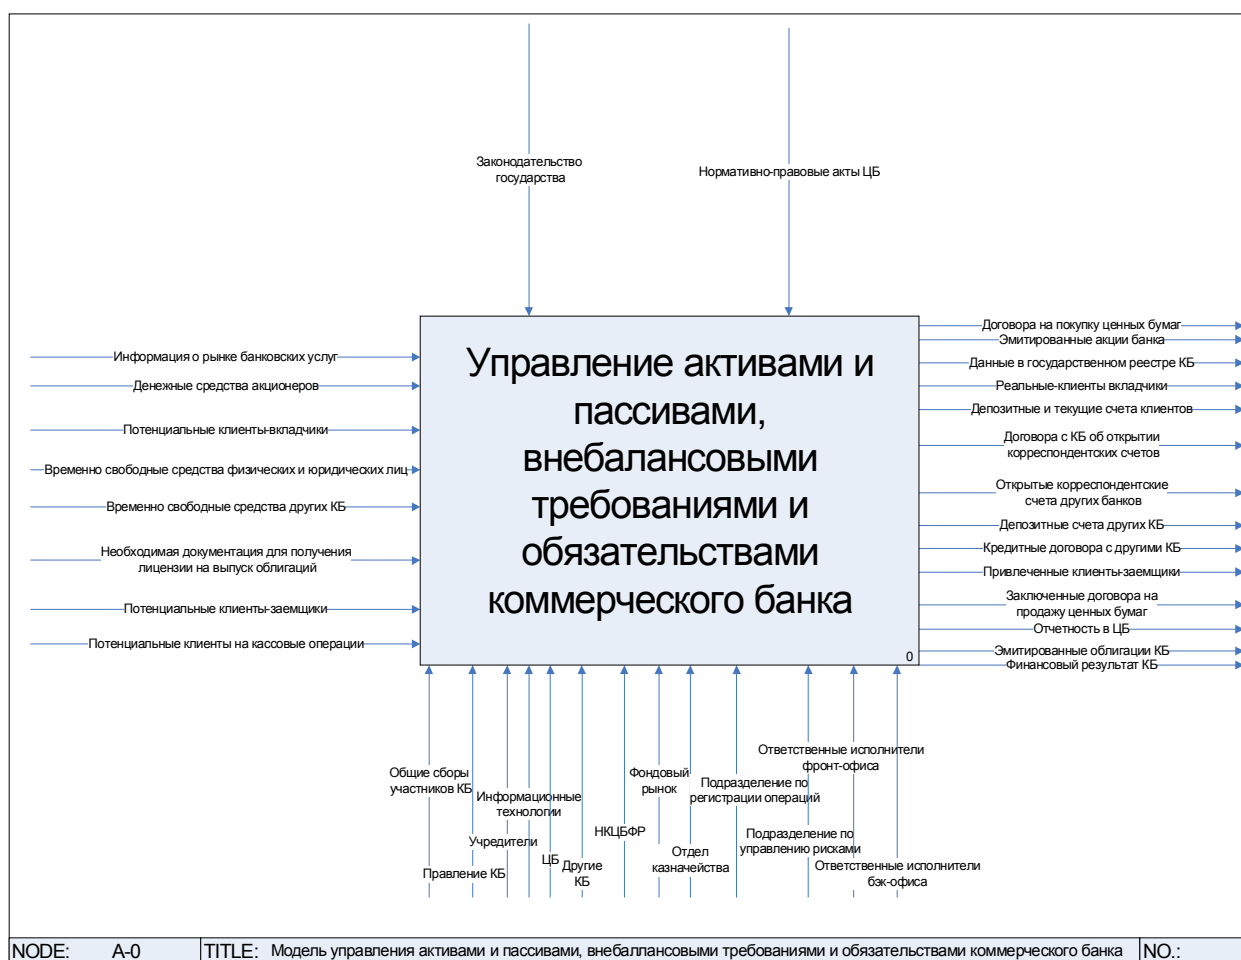 Законодательство
государства
Нормативно-правовые акты ЦБ
Информация о рынке банковских услуг
Денежные средства акционеров
Потенциальные клиенты-вкладчики
Временно свободные средства физических и юридических лиц
Временно свободные средства других КБ
Необходимая документация для получения
лицензии на выпуск облигаций
Потенциальные клиенты-заемщики
Потенциальные клиенты на кассовые операции
Управление активами и
пассивами,
внебалансовыми
требованиями и
обязательствами
коммерческого банка
0
Договора на покупку ценных бумаг
Эмитированные акции банка
Данные в государственном реестре КБ
Реальные-клиенты вкладчики
Депозитные и текущие счета клиентов
Договора с КБ об открытии
корреспондентских счетов
Открытые корреспондентские
счета других банков
Депозитные счета других КБ
Кредитные договора с другими КБ
Привлеченные клиенты-заемщики
Заключенные договора на
продажу ценных бумаг
Отчетность в ЦБ
Эмитированные облигации КБ
Финансовый результат КБ
Общие сборы
участников КБ
Правление КБ
Учредители
Информационные
технологии
ЦБ
Другие
КБ
НКЦБФР
Фондовый
рынок
Отдел
казначейства
Подразделение по
регистрации операций
Ответственные исполнители
фронт-офиса
Подразделение по
управлению рисками
Ответственные исполнители
бэк-офиса
NODE: A-0
TITLE: Модель управления активами и пассивами, внебаллансовыми требованиями и обязательствами коммерческого банка
NO.: